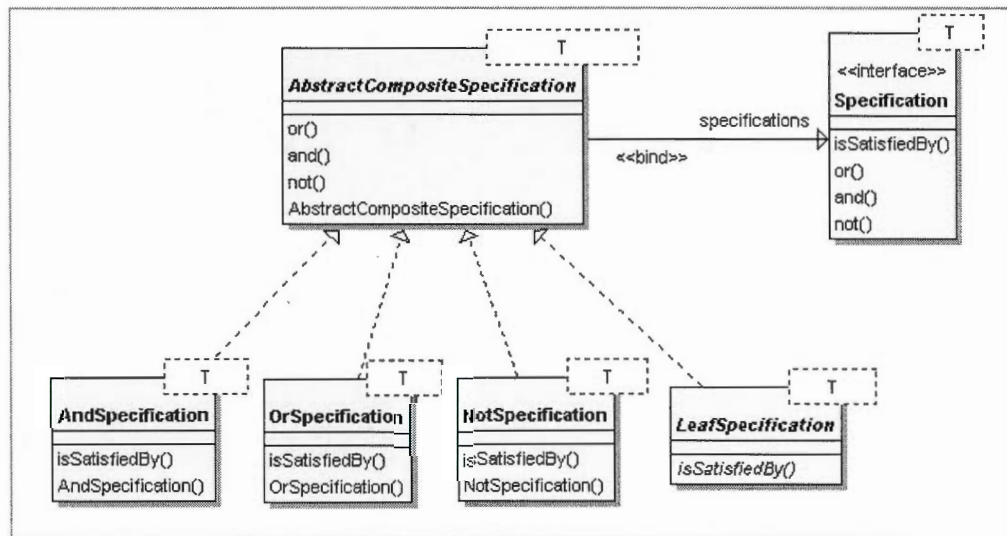 T
AbstractCompositeSpecification
or()
and()
not()
AbstractCompositeSpecification()
specifications
<<bind>>
T
<<interface>>
Specification
isSatisfiedBy()
or()
and()
not()
T
AndSpecification
isSatisfiedBy()
AndSpecification()
T
OrSpecification
isSatisfiedBy()
OrSpecification()
T
NotSpecification
isSatisfiedBy()
NotSpecification()
T
LeafSpecification
isSatisfiedBy()